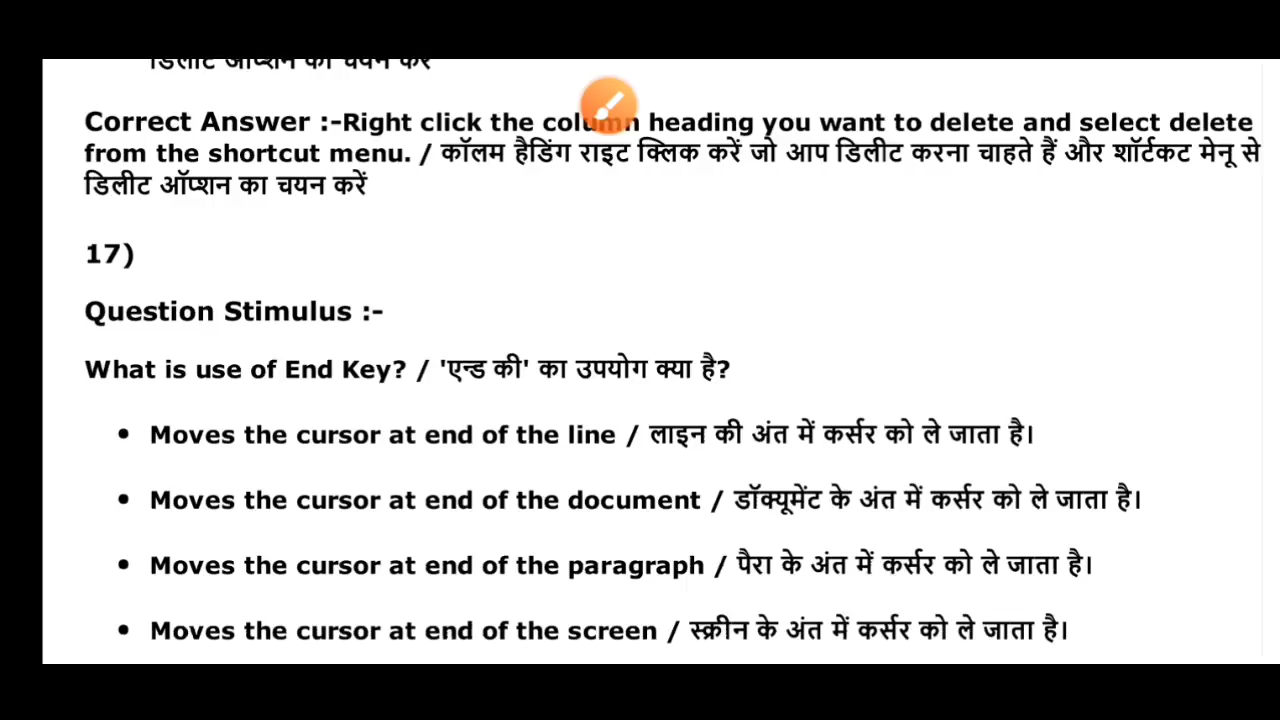 डिलीट ऑप्शन का चयन करें
Correct Answer :-Right click the column heading you want to delete and select delete
from the shortcut menu. / कॉलम हैडिंग राइट क्लिक करें जो आप डिलीट करना चाहते हैं और शॉर्टकट मेनू से
डिलीट ऑप्शन का चयन करें
17)
Question Stimulus :-
What is use of End Key? / 'एन्ड की' का उपयोग क्या है?
• Moves the cursor at end of the line / लाइन की अंत में कर्सर को ले जाता है।
• Moves the cursor at end of the document / डॉक्यूमेंट के अंत में कर्सर को ले जाता है।
• Moves the cursor at end of the paragraph / पैरा के अंत में कर्सर को ले जाता है।
• Moves the cursor at end of the screen / स्क्रीन के अंत में कर्सर को ले जाता है।